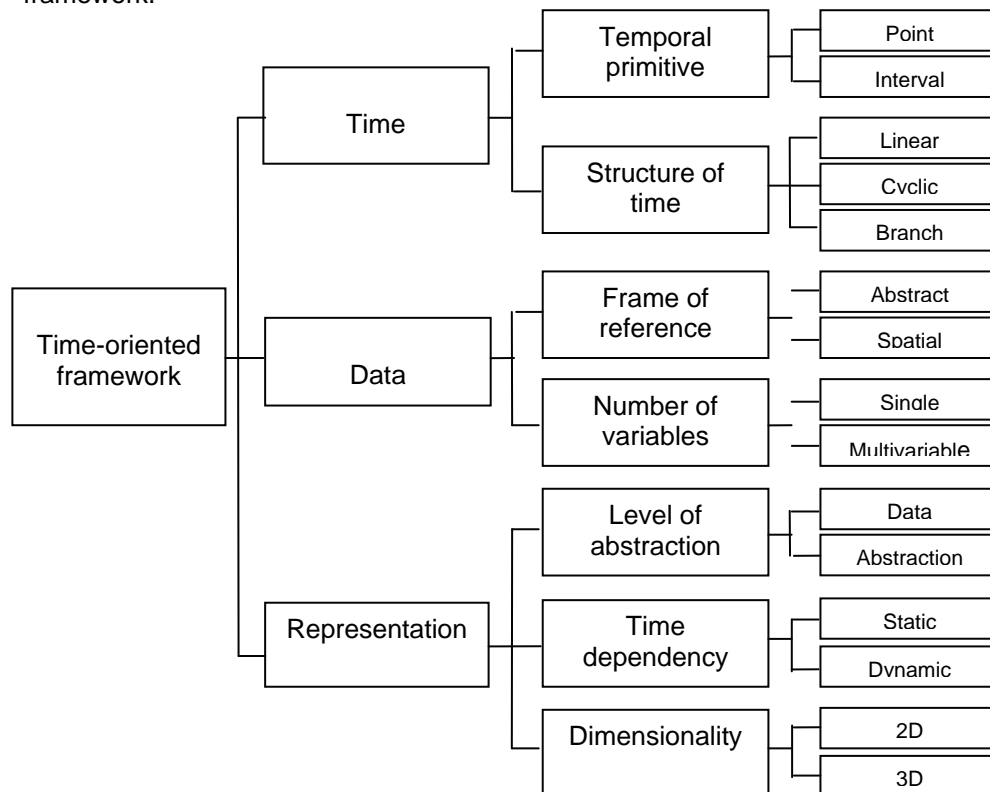 framework.
Time-oriented
framework
Time
Temporal
primitive
Point
Interval
Structure of
time
Linear
Cyclic
Branch
Data
Frame of
reference
Abstract
Spatial
Number of
variables
Single
Multivariable
Representation
Level of
abstraction
Data
Abstraction
Time
dependency
Static
Dynamic
Dimensionality
2D
3D